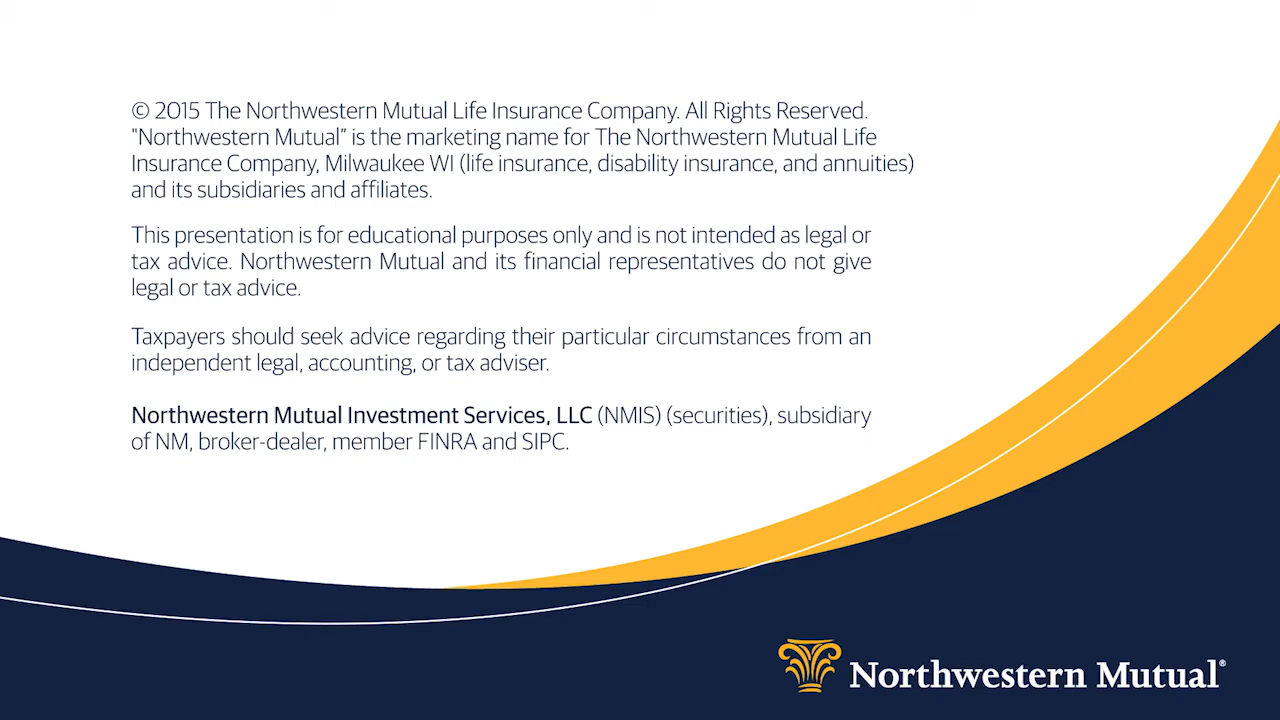 © 2015 The Northwestern Mutual Life Insurance Company. All Rights Reserved.
"Northwestern Mutual” is the marketing name for The Northwestern Mutual Life
Insurance Company, Milwaukee WI (life insurance, disability insurance, and annuities)
and its subsidiaries and affiliates.
This presentation is for educational purposes only and is not intended as legal or
tax advice. Northwestern Mutual and its financial representatives do not give
legal or tax advice.
Taxpayers should seek advice regarding their particular circumstances from an
independent legal, accounting, or tax adviser.
Northwestern Mutual Investment Services, LLC (NMIS) (securities), subsidiary
of NM, broker-dealer, member FINRA and SIPC.
Northwestern Mutual®